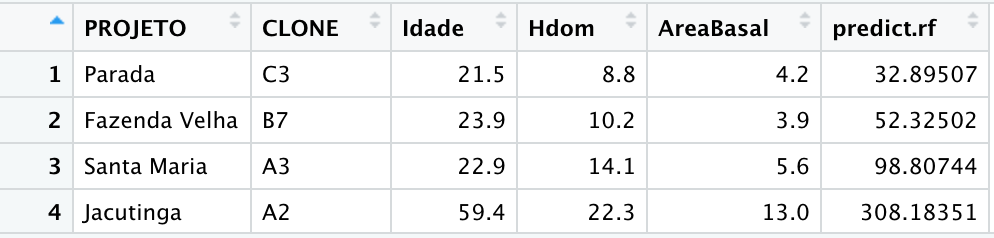 PROJETO CLONE Idade Hdom AreaBasal predict.rf
1 Parada C3 21.5 8.8 4.2 32.89507
2 Fazenda Velha B7 23.9 10.2 3.9 52.32502
3 Santa Maria A3 22.9 14.1 5.6 98.80744
4 Jacutinga A2 59.4 22.3 13.0 308.18351